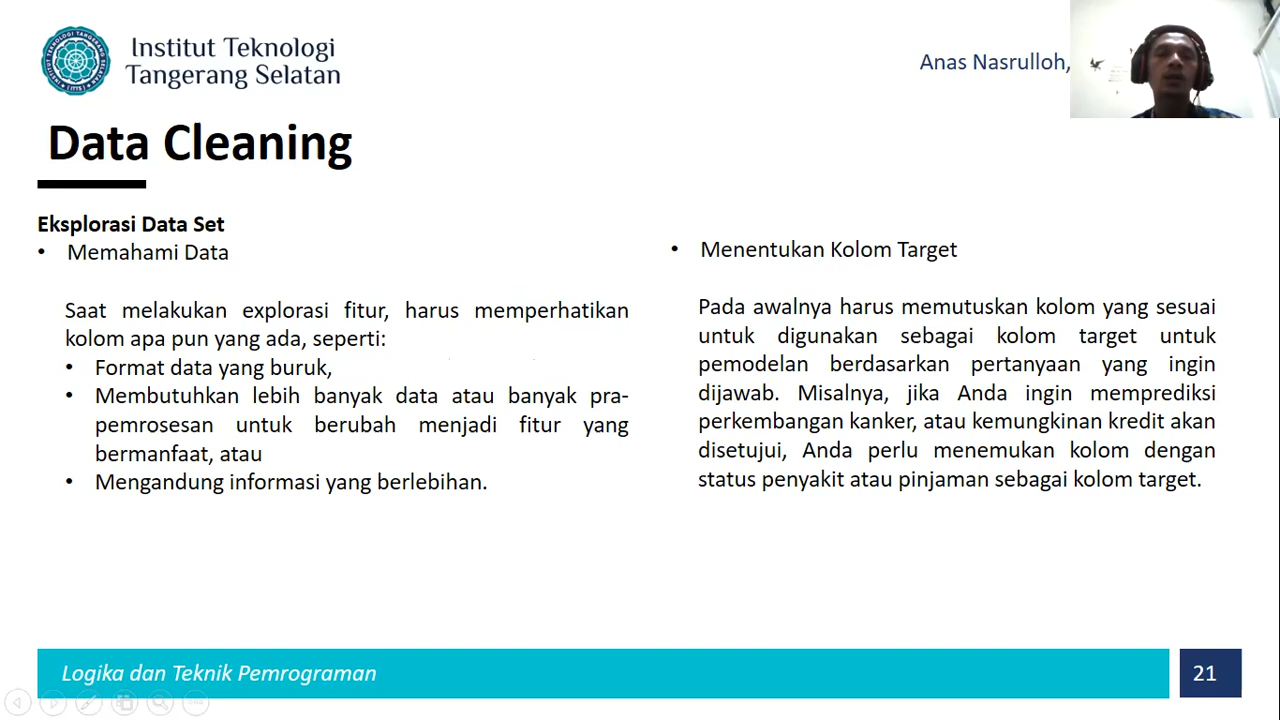 Institut Teknologi
Tangerang Selatan
Anas Nasrulloh,
Data Cleaning
Eksplorasi Data Set
• Memahami Data
Saat melakukan explorasi fitur, harus memperhatikan
kolom apa pun yang ada, seperti:
• Format data yang buruk,
• Membutuhkan lebih banyak data atau banyak pra-
pemrosesan untuk berubah menjadi fitur yang
bermanfaat, atau
• Mengandung informasi yang berlebihan.
• Menentukan Kolom Target
Pada awalnya harus memutuskan kolom yang sesuai
untuk digunakan sebagai kolom target untuk
pemodelan berdasarkan pertanyaan yang ingin
dijawab. Misalnya, jika Anda ingin memprediksi
perkembangan kanker, atau kemungkinan kredit akan
disetujui, Anda perlu menemukan kolom dengan
status penyakit atau pinjaman sebagai kolom target.
Logika dan Teknik Pemrograman
21